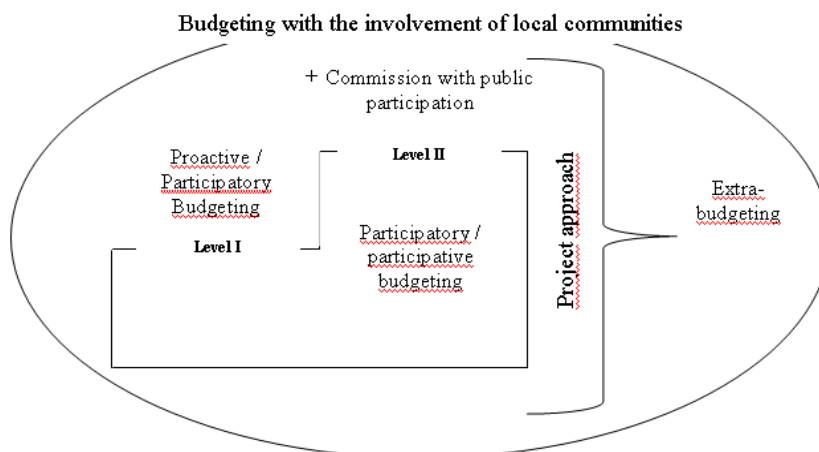 Budgeting with the involvement of local communities
+ Commission with public
participation
Proactive /
Participatory
Budgeting
Level I
Level II
Participatory /
participative
budgeting
Project approach
Extra-
budgeting